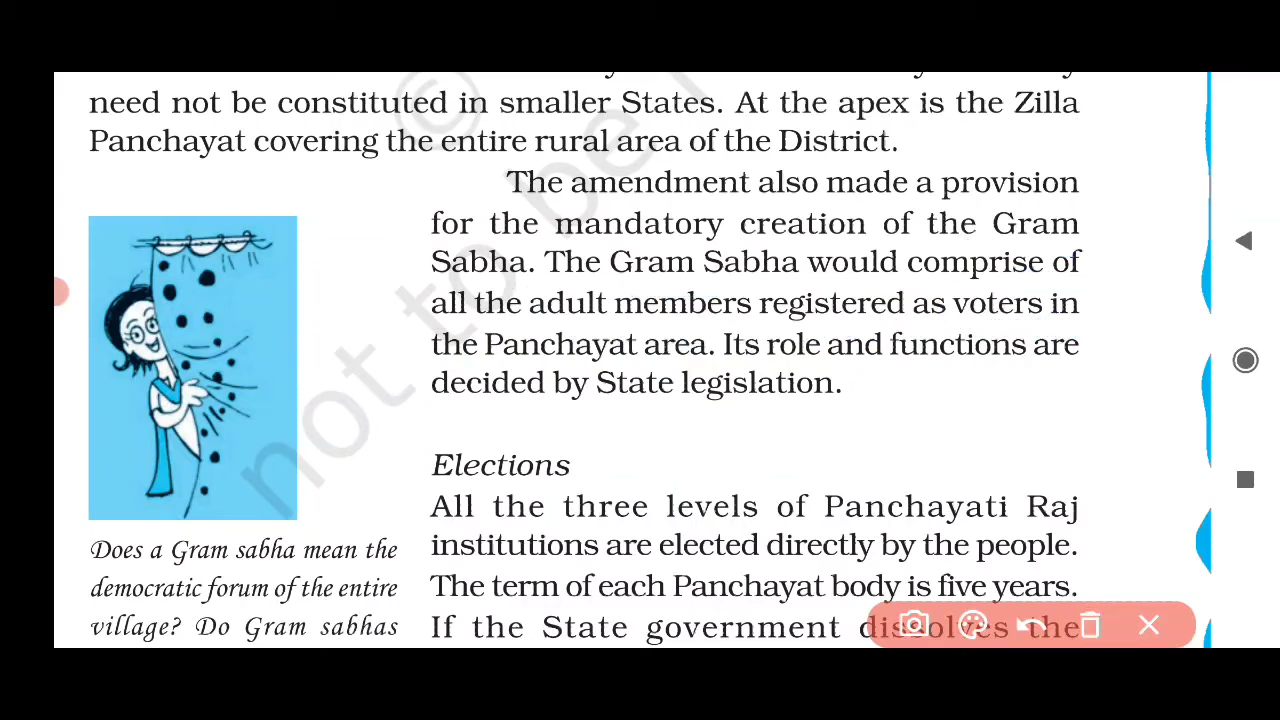 need not be constituted in smaller States. At the apex is the Zilla
Panchayat covering the entire rural area of the District.
The amendment also made a provision
for the mandatory creation of the Gram
Sabha. The Gram Sabha would comprise of
all the adult members registered as voters in
the Panchayat area. Its role and functions are
decided by State legislation.
Elections
All the three levels of Panchayati Raj
institutions are elected directly by the people.
The term of each Panchayat body is five years.
If the State government dissolves the
Does a Gram sabha mean the
democratic forum of the entire
village? Do Gram sabhas
©
not to be